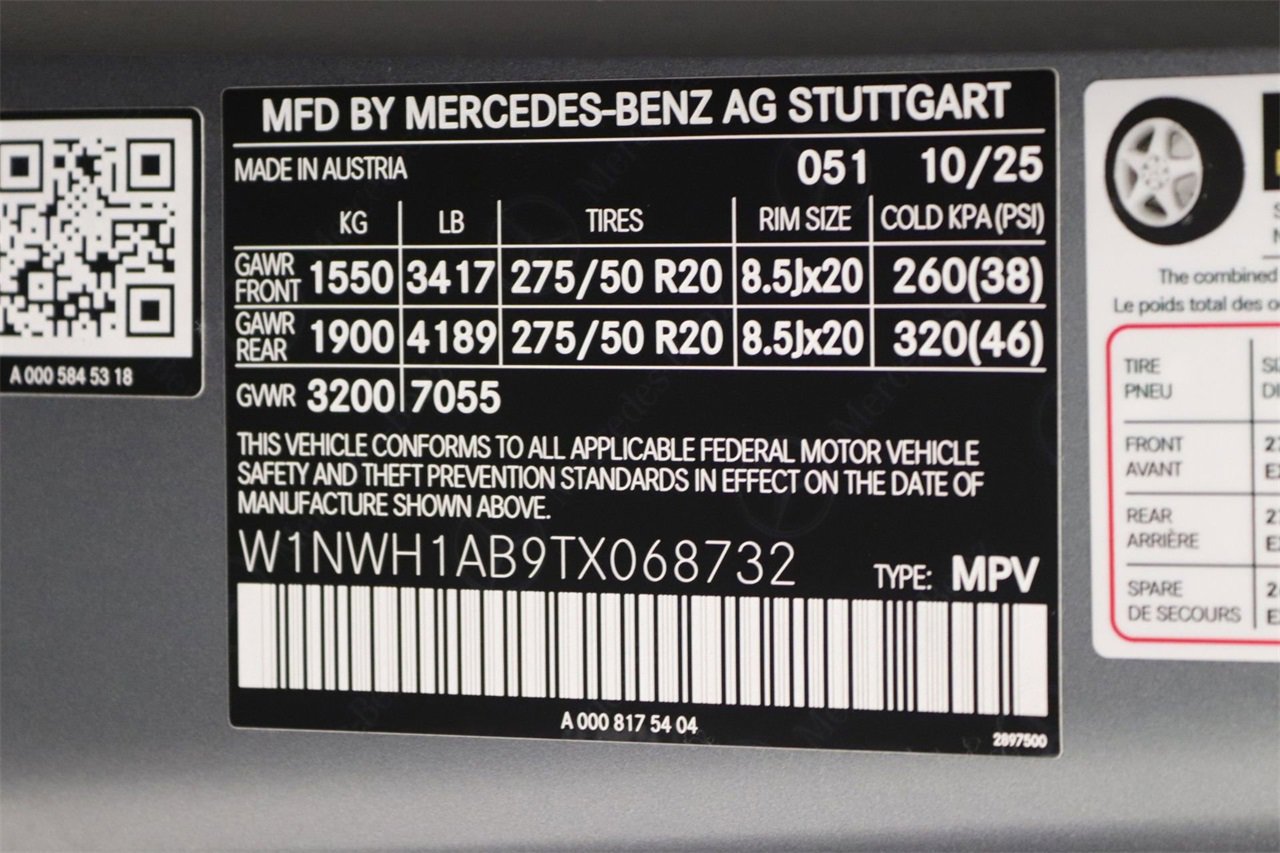 MFD BY MERCEDES-BENZ AG STUTTGART
MADE IN AUSTRIA 051 10/25
KG LB TIRES RIM SIZE COLD KPA (PSI)
GAWR FRONT 1550 3417 275/50 R20 8.5Jx20 260(38)
GAWR REAR 1900 4189 275/50 R20 8.5Jx20 320(46)
GVWR 3200 7055
THIS VEHICLE CONFORMS TO ALL APPLICABLE FEDERAL MOTOR VEHICLE
SAFETY AND THEFT PREVENTION STANDARDS IN EFFECT ON THE DATE OF
MANUFACTURE SHOWN ABOVE.
W1NWH1AB9TX068732 TYPE: MPV
A 000 817 54 04
2897500
A 000 584 53 18
The combined
Le poids total des
TIRE
PNEU
FRONT
AVANT
REAR
ARRIÈRE
SPARE
DE SECOURS